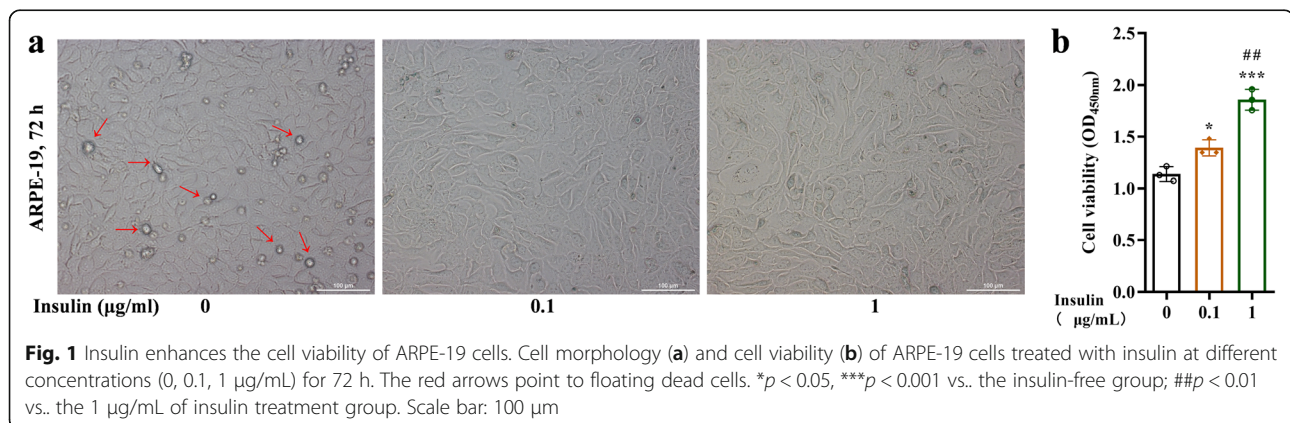 a
ARPE-19, 72 h
100 μm
100 μm
100 μm
Insulin (μg/ml) 0 0.1 1
b
Cell viability (OD450nm)
2.5
2.0
1.5
1.0
0.5
0.0
*
##
***
Insulin
( μg/mL) 0 0.1 1
Fig. 1 Insulin enhances the cell viability of ARPE-19 cells. Cell morphology (a) and cell viability (b) of ARPE-19 cells treated with insulin at different
concentrations (0, 0.1, 1 μg/mL) for 72 h. The red arrows point to floating dead cells. *p < 0.05, ***p < 0.001 vs.. the insulin-free group; ##p < 0.01
vs.. the 1 μg/mL of insulin treatment group. Scale bar: 100 μm